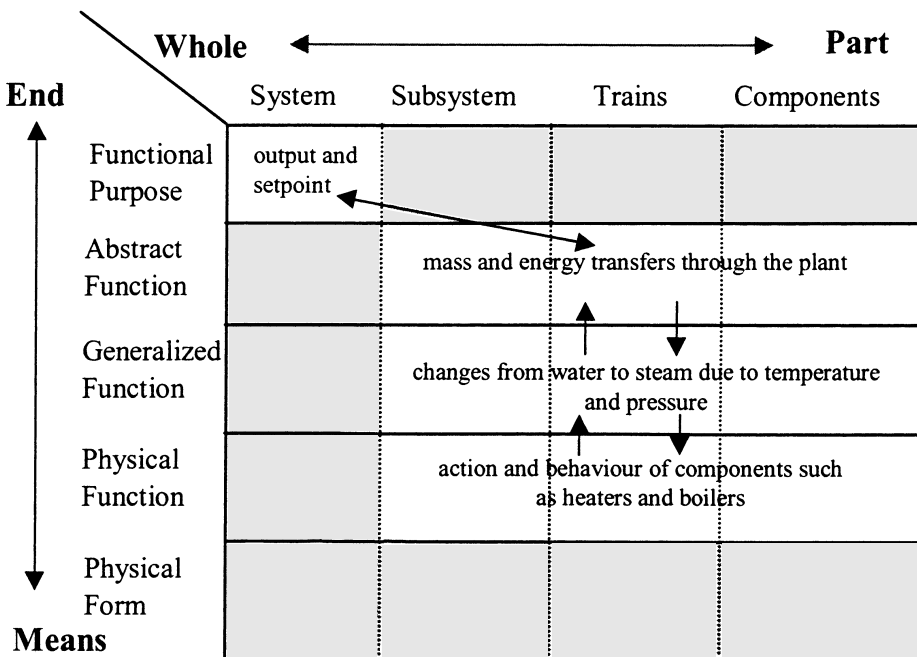 Whole
Part
End
System
Subsystem
Trains
Components
Functional
Purpose
output and
setpoint
Abstract
Function
mass and energy transfers through the plant
Generalized
Function
changes from water to steam due to temperature
and pressure
Physical
Function
action and behaviour of components such
as heaters and boilers
Physical
Form
Means